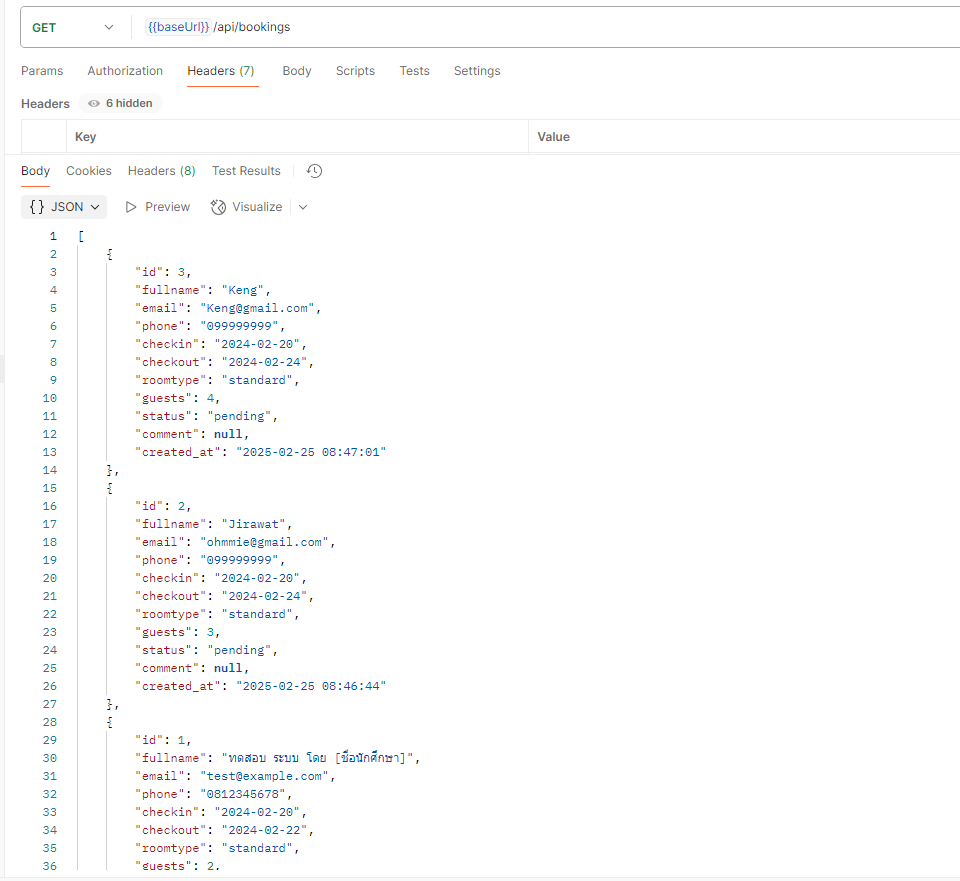 GET {{baseUrl}} /api/bookings
Params Authorization Headers (7) Body Scripts Tests Settings
Headers 6 hidden
Key Value
Body Cookies Headers (8) Test Results
{} JSON Preview Visualize
1 [
2 {
3 "id": 3,
4 "fullname": "Keng",
5 "email": "Keng@gmail.com",
6 "phone": "099999999",
7 "checkin": "2024-02-20",
8 "checkout": "2024-02-24",
9 "roomtype": "standard",
10 "guests": 4,
11 "status": "pending",
12 "comment": null,
13 "created_at": "2025-02-25 08:47:01"
14 },
15 {
16 "id": 2,
17 "fullname": "Jirawat",
18 "email": "ohmmie@gmail.com",
19 "phone": "099999999",
20 "checkin": "2024-02-20",
21 "checkout": "2024-02-24",
22 "roomtype": "standard",
23 "guests": 3,
24 "status": "pending",
25 "comment": null,
26 "created_at": "2025-02-25 08:46:44"
27 },
28 {
29 "id": 1,
30 "fullname": "ทดสอบ ระบบ โดย [ชื่อนักศึกษา]",
31 "email": "test@example.com",
32 "phone": "0812345678",
33 "checkin": "2024-02-20",
34 "checkout": "2024-02-22",
35 "roomtype": "standard",
36 "guests": 2,